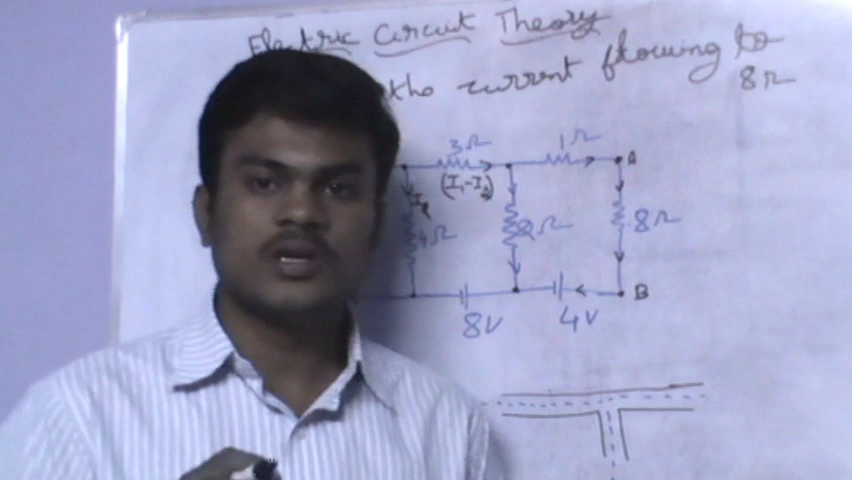 Electric Circuit Theory
the current flowing to
8Ω
3Ω
1Ω
A
(I₁-I₂)
I₂
4Ω
8Ω
B
8V
4V